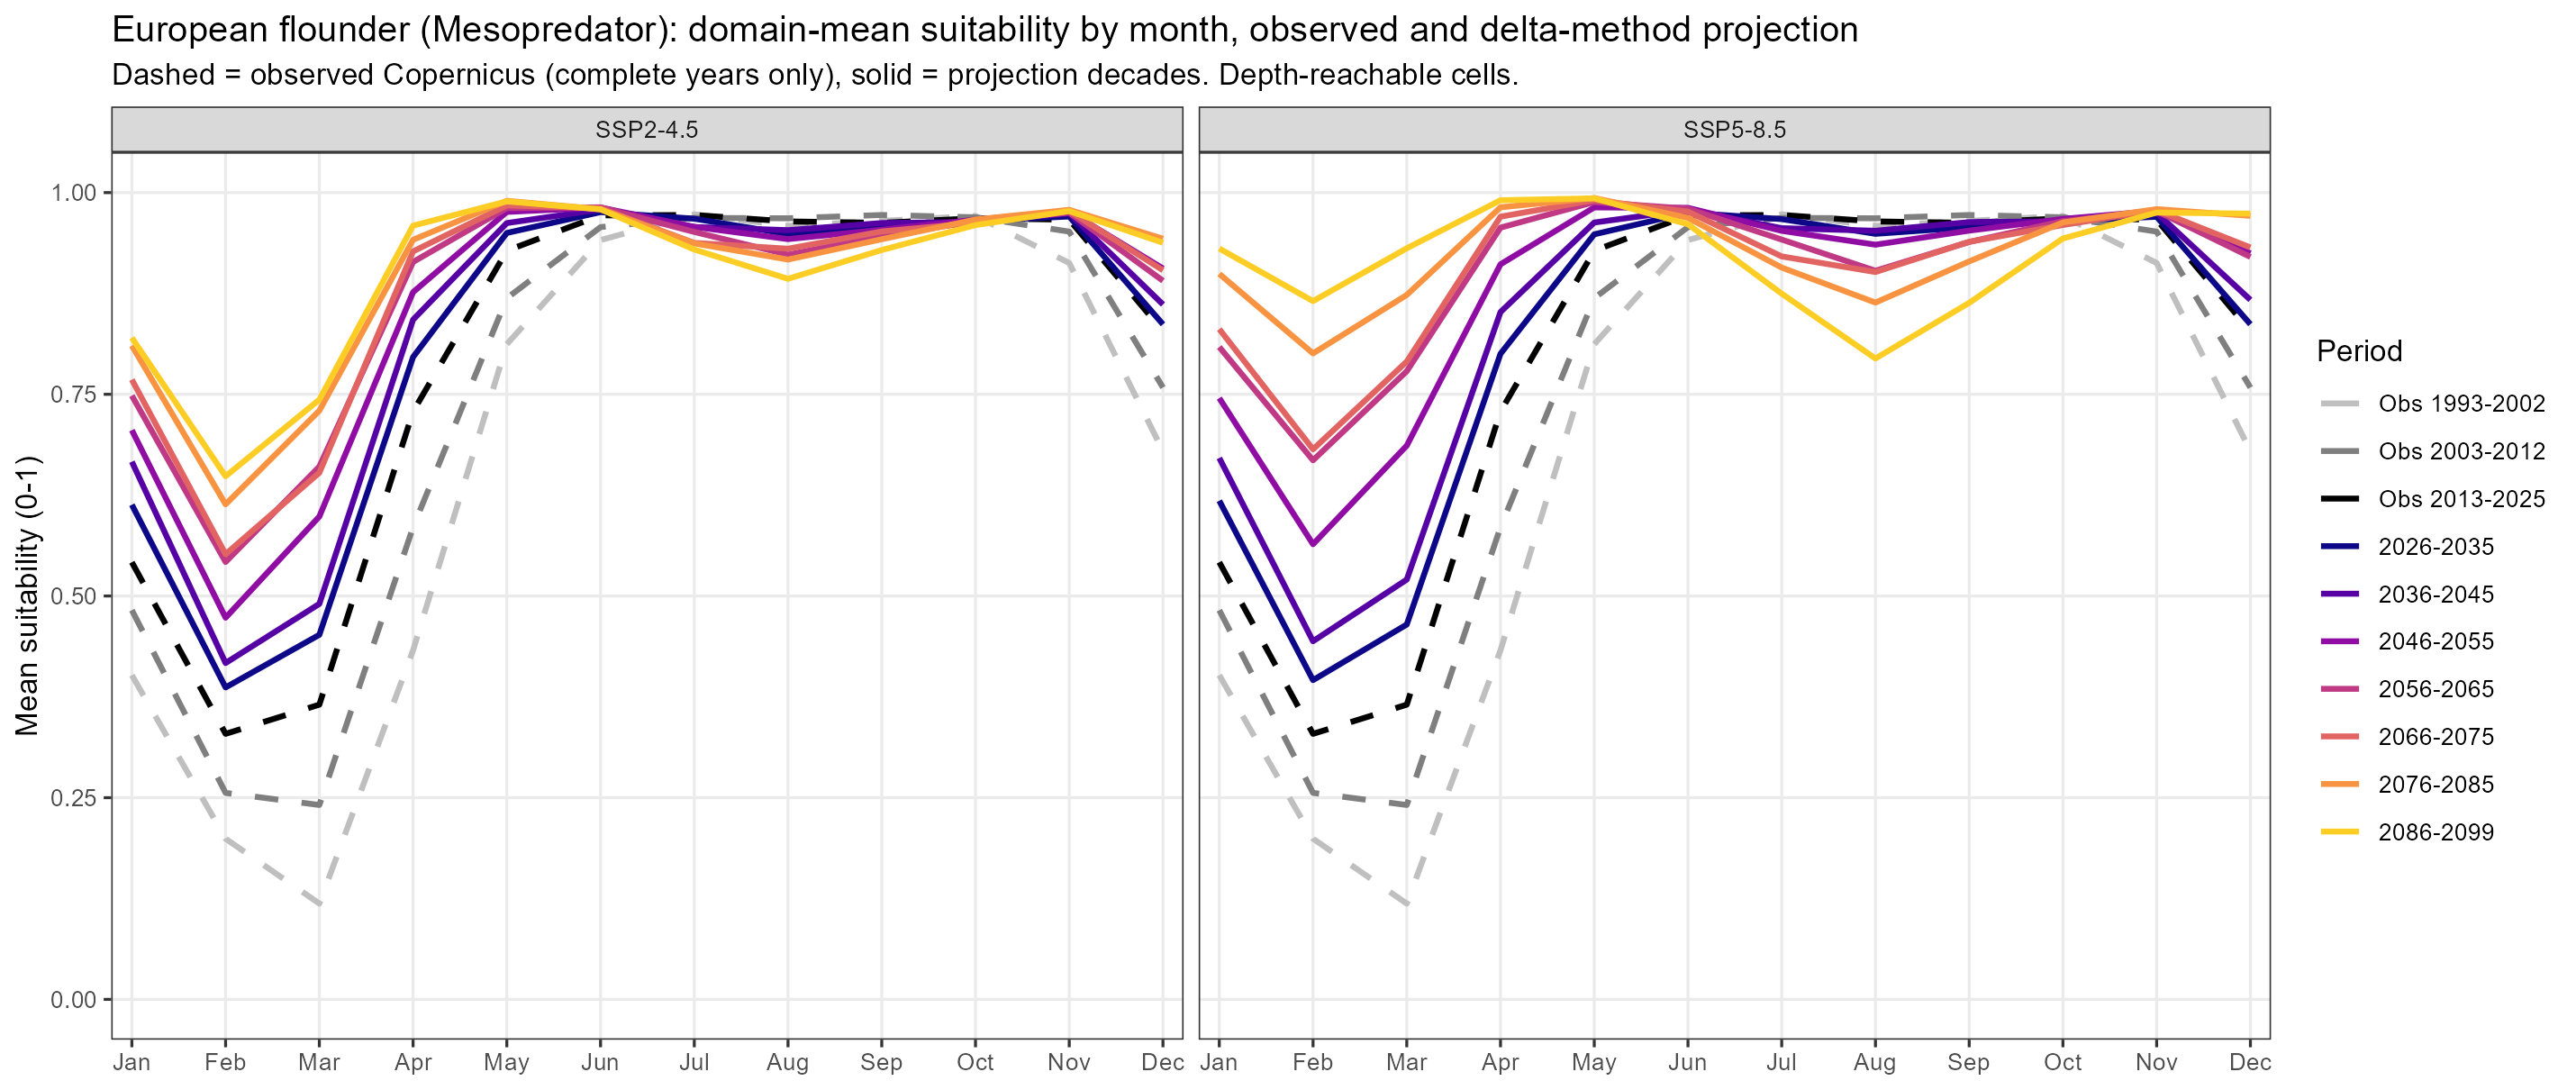 European flounder (Mesopredator): domain-mean suitability by month, observed and delta-method projection
Dashed = observed Copernicus (complete years only), solid = projection decades. Depth-reachable cells.
SSP2-4.5
SSP5-8.5
Mean suitability (0-1)
1.00
0.75
0.50
0.25
0.00
Jan Feb Mar Apr May Jun Jul Aug Sep Oct Nov Dec
Jan Feb Mar Apr May Jun Jul Aug Sep Oct Nov Dec
Period
Obs 1993-2002
Obs 2003-2012
Obs 2013-2025
2026-2035
2036-2045
2046-2055
2056-2065
2066-2075
2076-2085
2086-2099